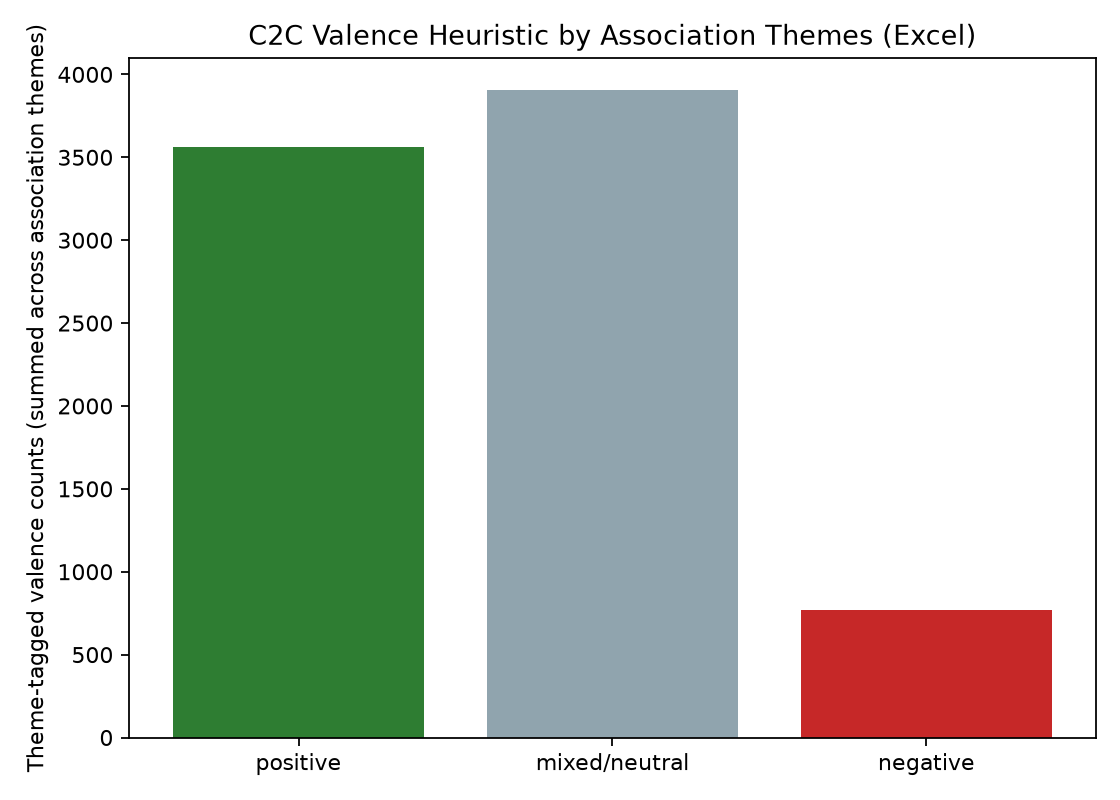 C2C Valence Heuristic by Association Themes (Excel)
Theme-tagged valence counts (summed across association themes)
4000
3500
3000
2500
2000
1500
1000
500
0
positive
mixed/neutral
negative